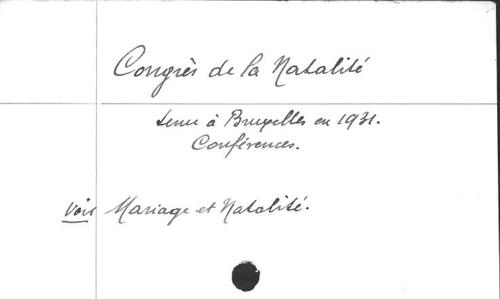 Congrès de la Natalité
tenu à Bruxelles en 1931.
Conférences.
voir Mariage et Natalité.